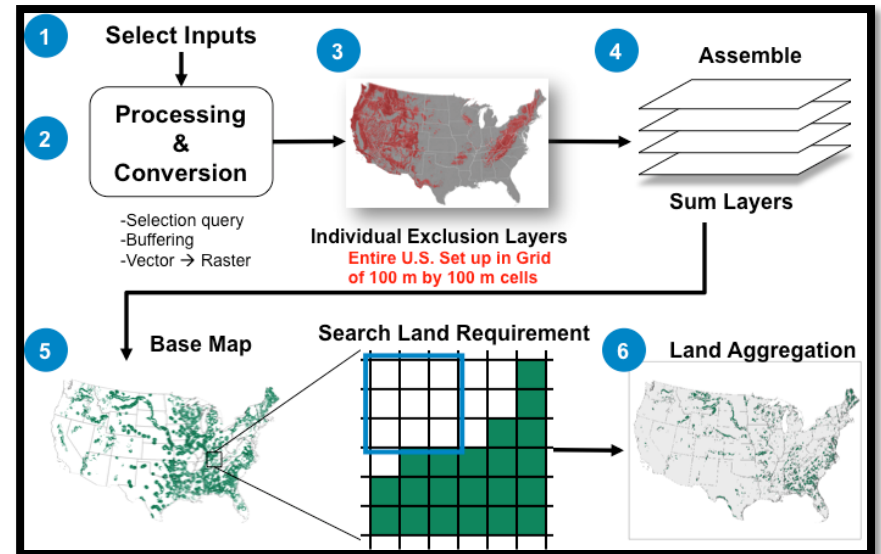 1
Select Inputs
2
Processing
&
Conversion
-Selection query
-Buffering
-Vector → Raster
3
Individual Exclusion Layers
Entire U.S. Set up in Grid
of 100 m by 100 m cells
4
Assemble
Sum Layers
5
Base Map
Search Land Requirement
6
Land Aggregation